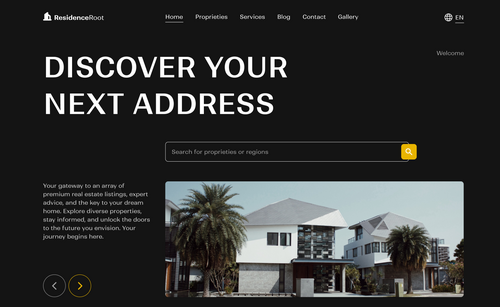 ResidenceRoot
Home Proprieties Services Blog Contact Gallery
EN
Welcome
DISCOVER YOUR
NEXT ADDRESS
Search for proprieties or regions
Your gateway to an array of
premium real estate listings, expert
advice, and the key to your dream
home. Explore diverse properties,
stay informed, and unlock the doors
to the future you envision. Your
journey begins here.